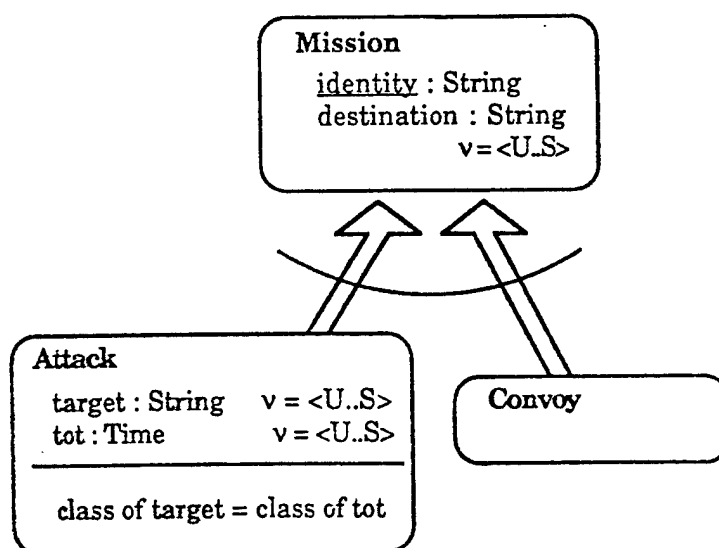 Mission
identity : String
destination : String
ν = <U..S>
Attack
target : String ν = <U..S>
tot : Time ν = <U..S>
class of target = class of tot
Convoy